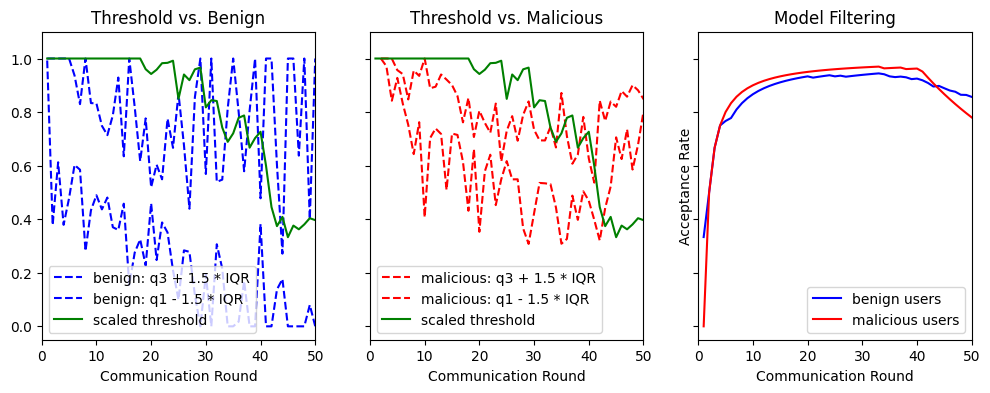 Threshold vs. Benign
1.0
0.8
0.6
0.4
0.2
0.0
benign: q3 + 1.5 * IQR
benign: q1 - 1.5 * IQR
scaled threshold
0 10 20 30 40 50
Communication Round
Threshold vs. Malicious
malicious: q3 + 1.5 * IQR
malicious: q1 - 1.5 * IQR
scaled threshold
0 10 20 30 40 50
Communication Round
Model Filtering
Acceptance Rate
benign users
malicious users
0 10 20 30 40 50
Communication Round